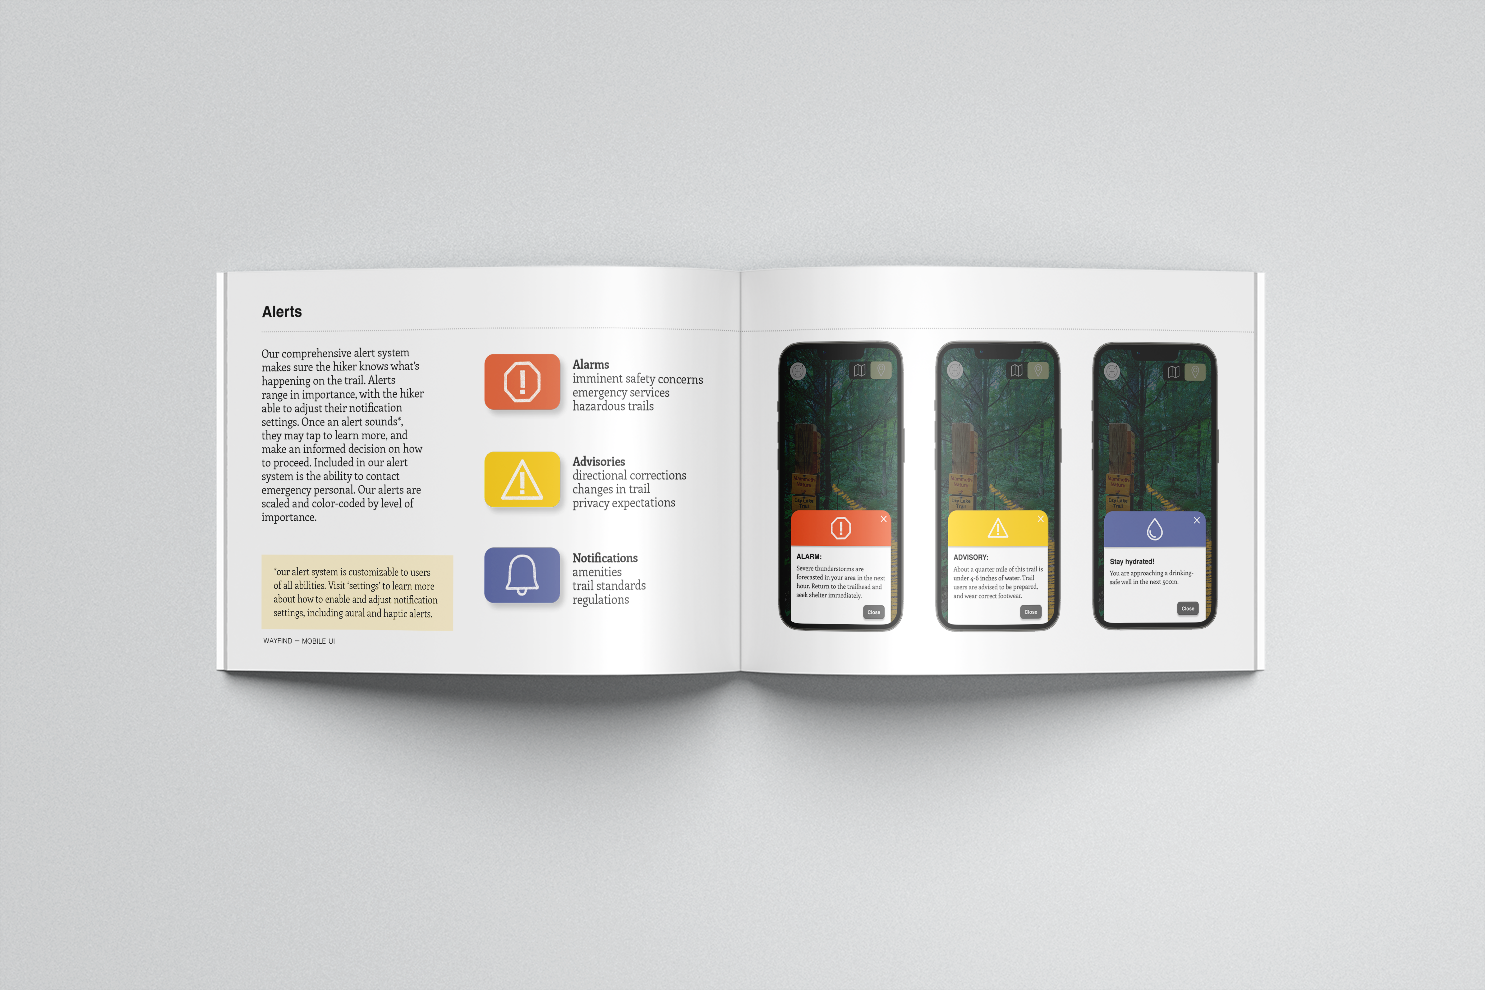 Alerts
Our comprehensive alert system
makes sure the hiker knows what's
happening on the trail. Alerts
range in importance, with the hiker
able to adjust their notification
settings. Once an alert sounds*,
they may tap to learn more, and
make an informed decision on how
to proceed. Included in our alert
system is the ability to contact
emergency personal. Our alerts are
scaled and color-coded by level of
importance.
*our alert system is customizable to users
of all abilities. Visit 'settings' to learn more
about how to enable and adjust notification
settings, including aural and haptic alerts.
WAYFIND – MOBILE UI
Alarms
imminent safety concerns
emergency services
hazardous trails
Advisories
directional corrections
changes in trail
privacy expectations
Notifications
amenities
trail standards
regulations
ALARM:
Severe thunderstorms are
forecasted in your area in the next
hour. Return to the trailhead and
seek shelter immediately.
Close
ADVISORY:
About a quarter mile of this trail is
under 4-6 inches of water. Trail
users are advised to be prepared,
and wear correct footwear.
Close
Stay hydrated!
You are approaching a drinking-
safe well in the next 500m.
Close